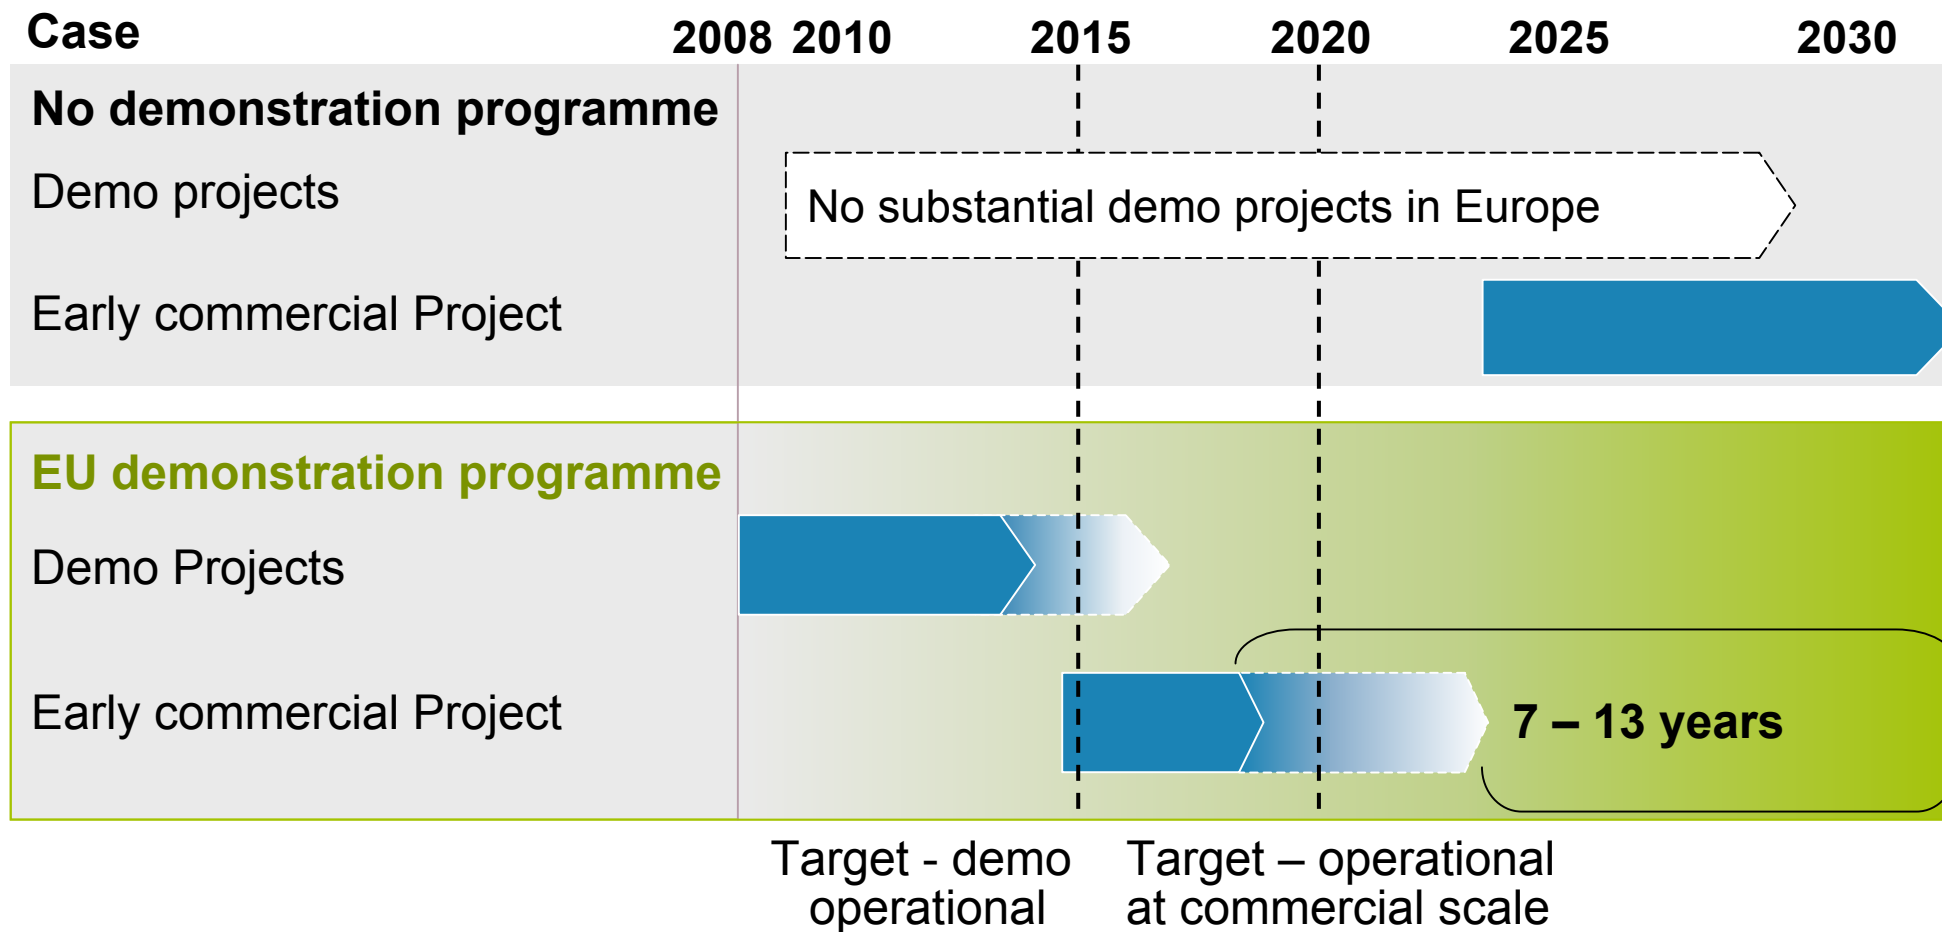 Case 2008 2010 2015 2020 2025 2030
No demonstration programme
Demo projects
No substantial demo projects in Europe
Early commercial Project
EU demonstration programme
Demo Projects
Early commercial Project
7 – 13 years
Target - demo
operational
Target – operational
at commercial scale